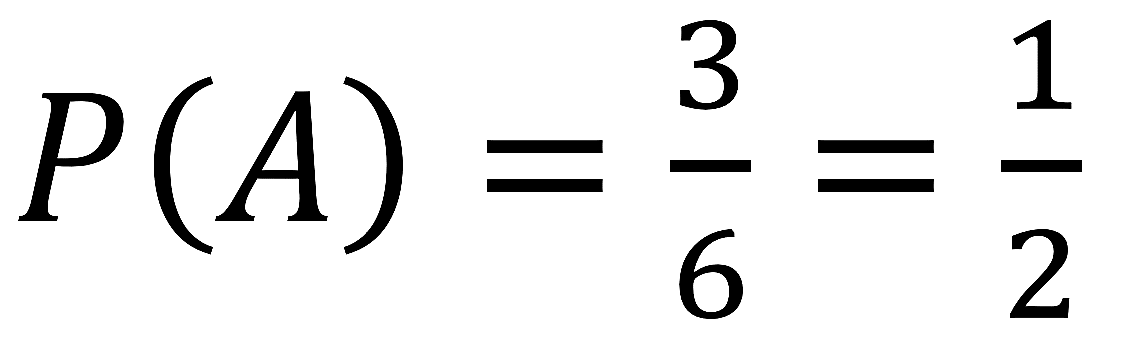 P(A) = 3/6 = 1/2